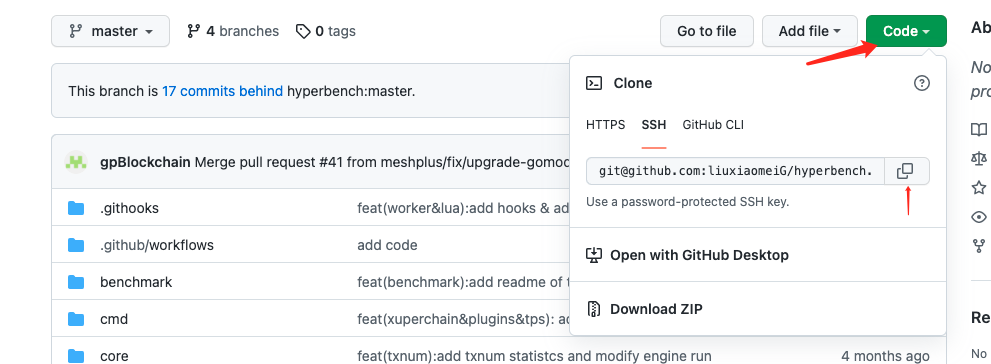 master 4 branches 0 tags Go to file Add file Code
Ab
No
pro
This branch is 17 commits behind hyperbench:master.
Clone
HTTPS SSH GitHub CLI
git@github.com:liuxiaomeiG/hyperbench.
Use a password-protected SSH key.
Open with GitHub Desktop
Download ZIP
gpBlockchain Merge pull request #41 from meshplus/fix/upgrade-gomod
.githooks feat(worker&lua):add hooks & ad
.github/workflows add code
benchmark feat(benchmark):add readme of t
cmd feat(xuperchain&plugins&tps): ad
core feat(txnum):add txnum statistcs and modify engine run 4 months ago
Re
No